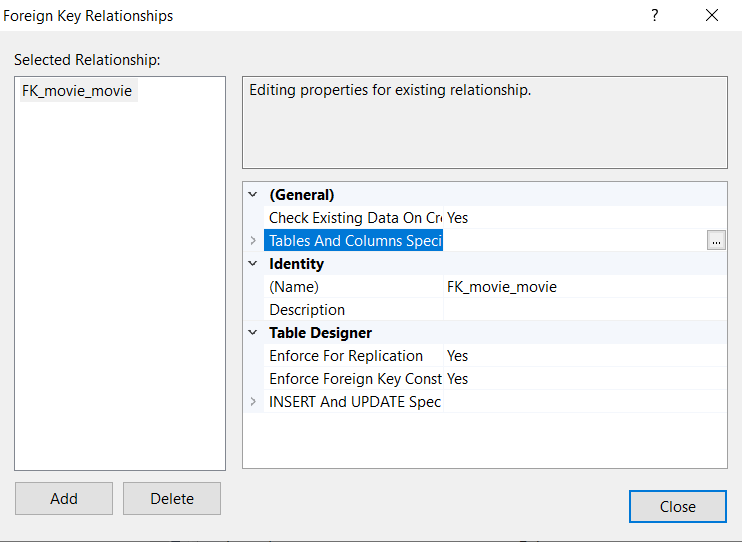 Foreign Key Relationships
?
Selected Relationship:
FK_movie_movie
Editing properties for existing relationship.
(General)
Check Existing Data On Cr Yes
Tables And Columns Speci ...
Identity
(Name) FK_movie_movie
Description
Table Designer
Enforce For Replication Yes
Enforce Foreign Key Const Yes
INSERT And UPDATE Spec
Add Delete
Close